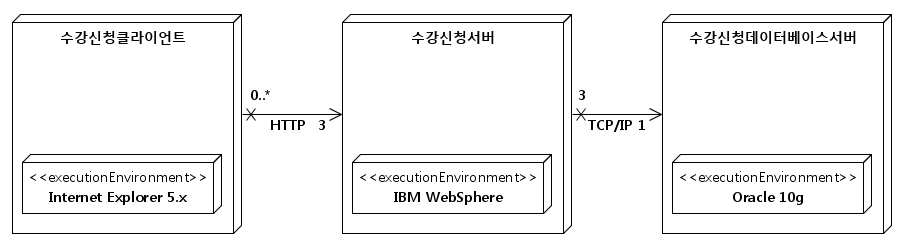 수강신청클라이언트
수강신청서버
수강신청데이터베이스서버
0..*
HTTP 3
3
TCP/IP 1
<<executionEnvironment>>
Internet Explorer 5.x
<<executionEnvironment>>
IBM WebSphere
<<executionEnvironment>>
Oracle 10g